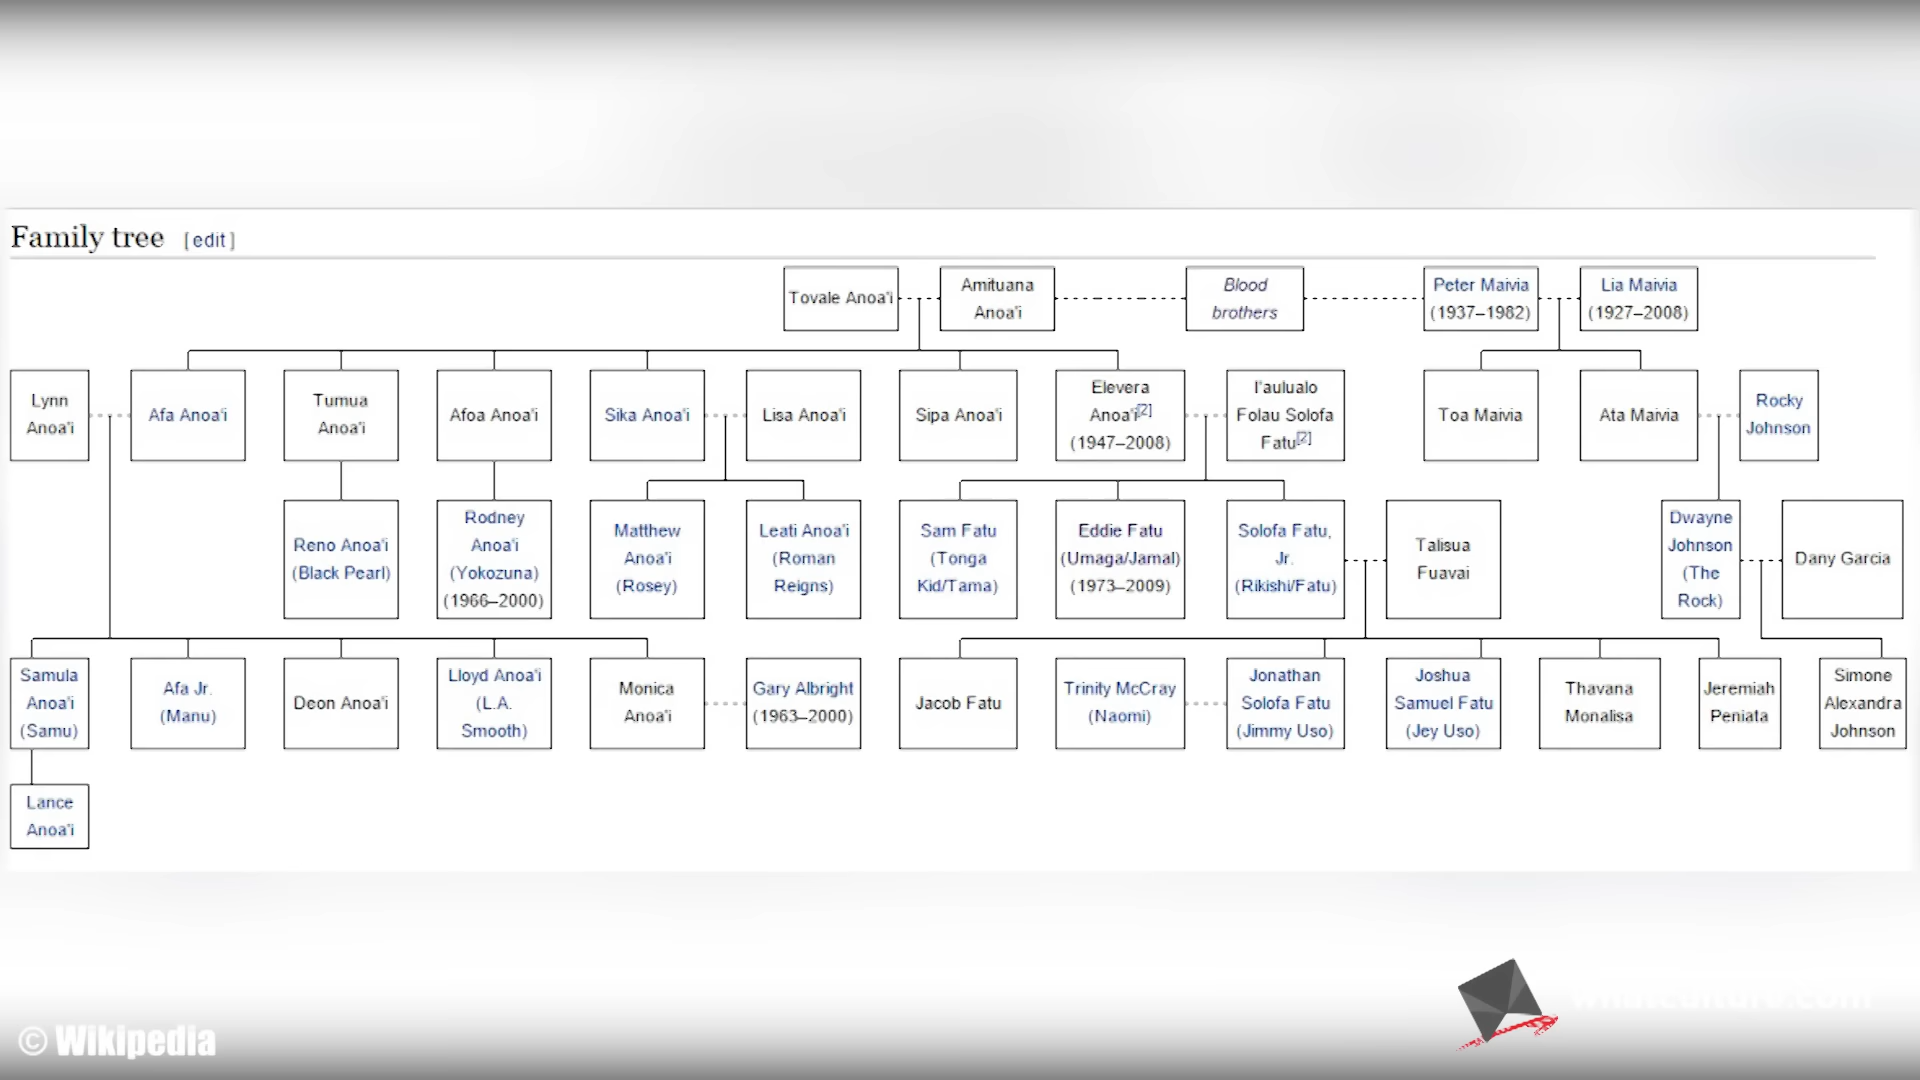 Family tree [edit]
Tovale Anoa'i
Amituana
Anoa'i
Blood
brothers
Peter Maivia
(1937–1982)
Lia Maivia
(1927–2008)
Lynn
Anoa'i
Afa Anoa'i
Tumua
Anoa'i
Afoa Anoa'i
Sika Anoa'i
Lisa Anoa'i
Sipa Anoa'i
Elevera
Anoa'i[2]
(1947–2008)
I'aulualo
Folau Solofa
Fatu[2]
Toa Maivia
Ata Maivia
Rocky
Johnson
Reno Anoa'i
(Black Pearl)
Rodney
Anoa'i
(Yokozuna)
(1966–2000)
Matthew
Anoa'i
(Rosey)
Leati Anoa'i
(Roman
Reigns)
Sam Fatu
(Tonga
Kid/Tama)
Eddie Fatu
(Umaga/Jamal)
(1973–2009)
Solofa Fatu,
Jr.
(Rikishi/Fatu)
Talisua
Fuavai
Dwayne
Johnson
(The
Rock)
Dany Garcia
Samula
Anoa'i
(Samu)
Afa Jr.
(Manu)
Deon Anoa'i
Lloyd Anoa'i
(L.A.
Smooth)
Monica
Anoa'i
Gary Albright
(1963–2000)
Jacob Fatu
Trinity McCray
(Naomi)
Jonathan
Solofa Fatu
(Jimmy Uso)
Joshua
Samuel Fatu
(Jey Uso)
Thavana
Monalisa
Jeremiah
Peniata
Simone
Alexandra
Johnson
Lance
Anoa'i
© Wikipedia